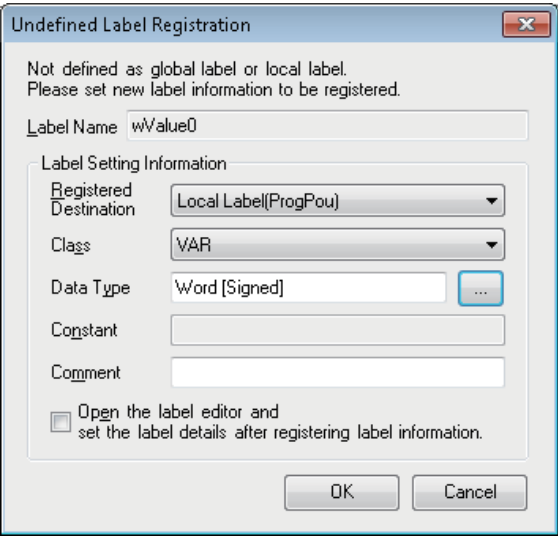 Undefined Label Registration
Not defined as global label or local label.
Please set new label information to be registered.
Label Name wValue0
Label Setting Information
Registered
Destination
Local Label(ProgPou)
Class VAR
Data Type Word [Signed] ...
Constant
Comment
Open the label editor and
set the label details after registering label information.
OK Cancel